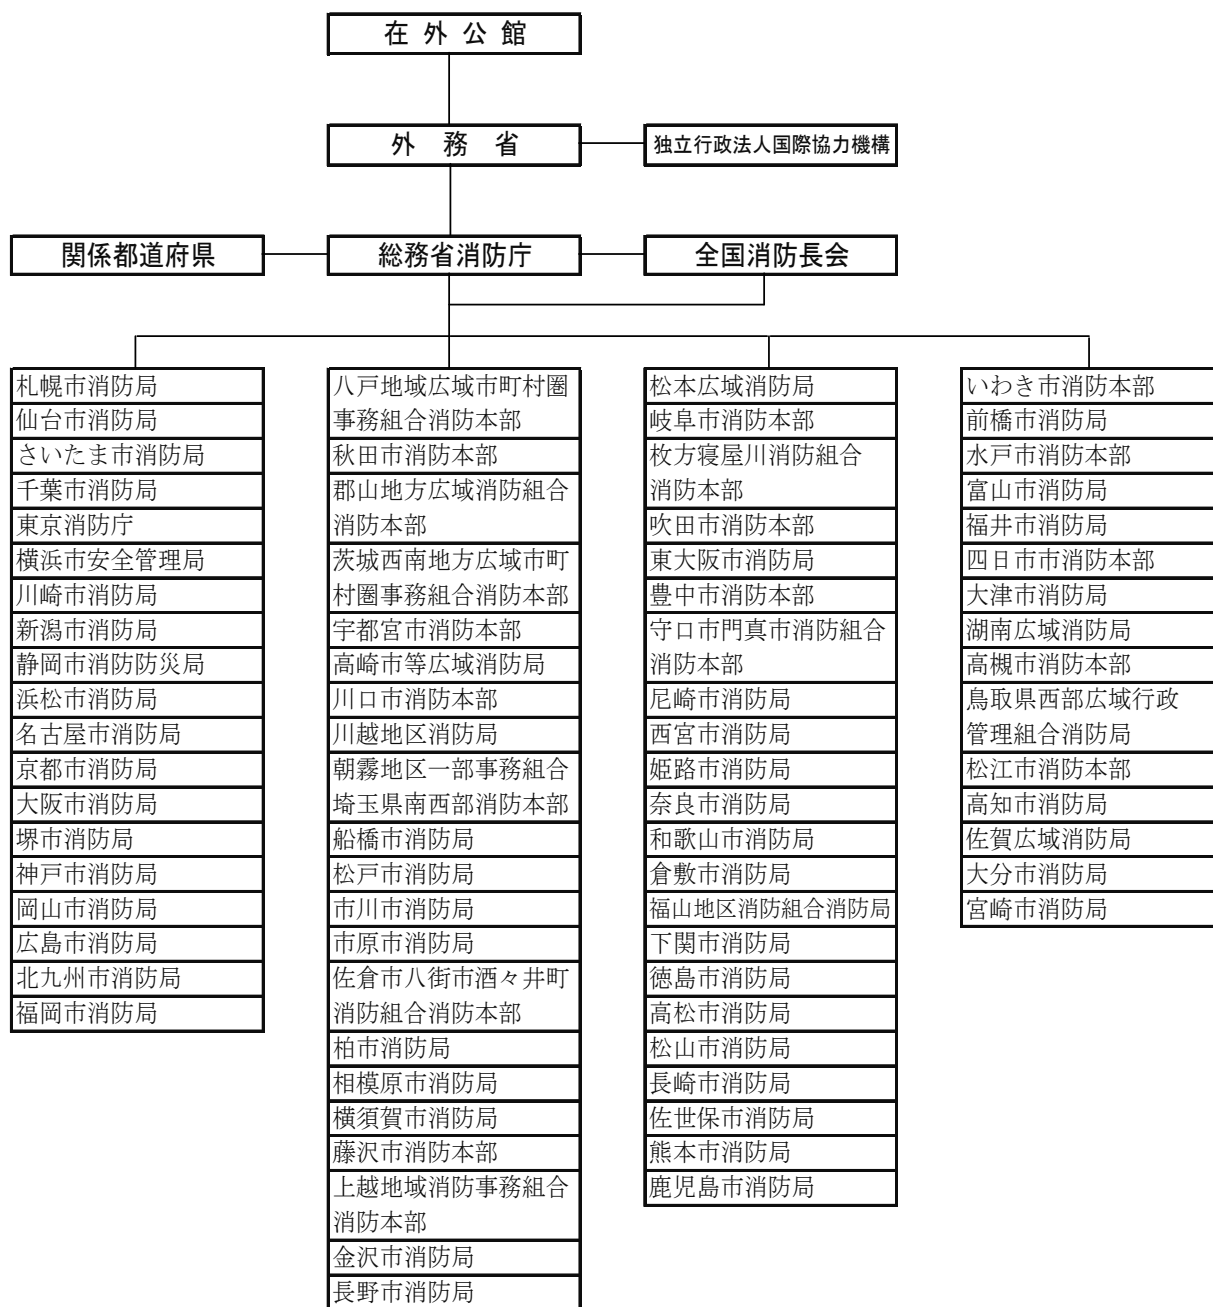 在外公館
外務省
独立行政法人国際協力機構
関係都道府県
総務省消防庁
全国消防長会
札幌市消防局
仙台市消防局
さいたま市消防局
千葉市消防局
東京消防庁
横浜市安全管理局
川崎市消防局
新潟市消防局
静岡市消防防災局
浜松市消防局
名古屋市消防局
京都市消防局
大阪市消防局
堺市消防局
神戸市消防局
岡山市消防局
広島市消防局
北九州市消防局
福岡市消防局
八戸地域広域市町村圏
事務組合消防本部
秋田市消防本部
郡山地方広域消防組合
消防本部
茨城西南地方広域市町
村圏事務組合消防本部
宇都宮市消防本部
高崎市等広域消防局
川口市消防本部
川越地区消防局
朝霧地区一部事務組合
埼玉県南西部消防本部
船橋市消防局
松戸市消防局
市川市消防局
市原市消防局
佐倉市八街市酒々井町
消防組合消防本部
柏市消防局
相模原市消防局
横須賀市消防局
藤沢市消防本部
上越地域消防事務組合
消防本部
金沢市消防局
長野市消防局
松本広域消防局
岐阜市消防本部
枚方寝屋川消防組合
消防本部
吹田市消防本部
東大阪市消防局
豊中市消防本部
守口市門真市消防組合
消防本部
尼崎市消防局
西宮市消防局
姫路市消防局
奈良市消防局
和歌山市消防局
倉敷市消防局
福山地区消防組合消防局
下関市消防局
徳島市消防局
高松市消防局
松山市消防局
長崎市消防局
佐世保市消防局
熊本市消防局
鹿児島市消防局
いわき市消防本部
前橋市消防局
水戸市消防本部
富山市消防局
福井市消防局
四日市市消防本部
大津市消防局
湖南広域消防局
高槻市消防本部
鳥取県西部広域行政
管理組合消防局
松江市消防本部
高知市消防局
佐賀広域消防局
大分市消防局
宮崎市消防局